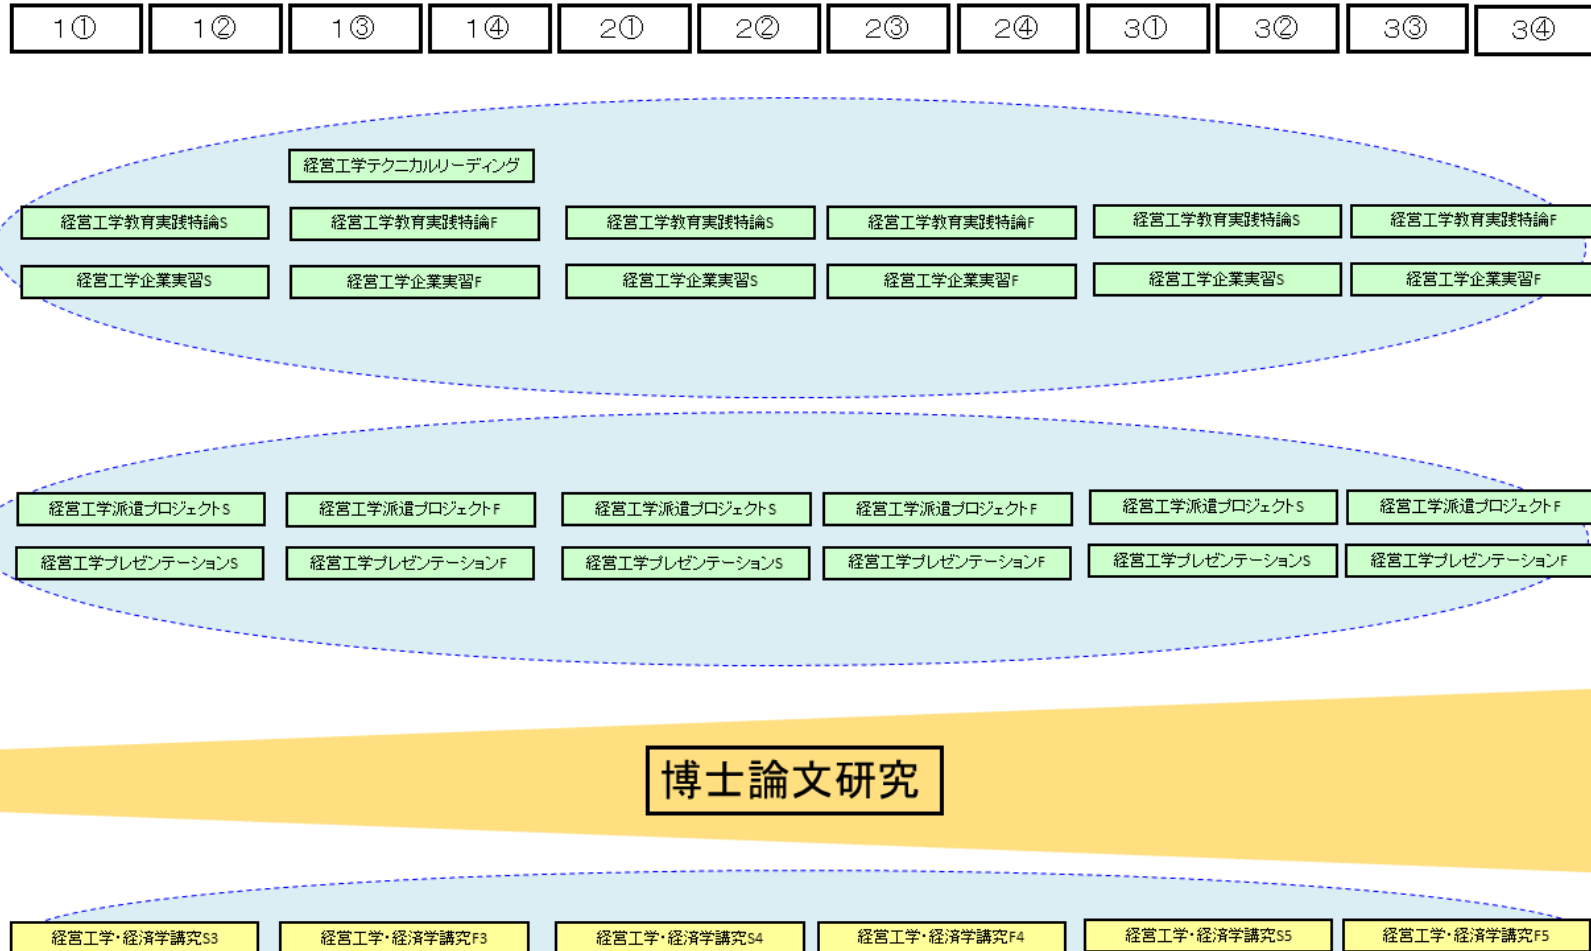 1① 1② 1③ 1④ 2① 2② 2③ 2④ 3① 3② 3③ 3④
経営工学テクニカルリーディング
経営工学教育実践特論S 経営工学教育実践特論F 経営工学教育実践特論S 経営工学教育実践特論F 経営工学教育実践特論S 経営工学教育実践特論F
経営工学企業実習S 経営工学企業実習F 経営工学企業実習S 経営工学企業実習F 経営工学企業実習S 経営工学企業実習F
経営工学派遣プロジェクトS 経営工学派遣プロジェクトF 経営工学派遣プロジェクトS 経営工学派遣プロジェクトF 経営工学派遣プロジェクトS 経営工学派遣プロジェクトF
経営工学プレゼンテーションS 経営工学プレゼンテーションF 経営工学プレゼンテーションS 経営工学プレゼンテーションF 経営工学プレゼンテーションS 経営工学プレゼンテーションF
博士論文研究
経営工学・経済学講究S3 経営工学・経済学講究F3 経営工学・経済学講究S4 経営工学・経済学講究F4 経営工学・経済学講究S5 経営工学・経済学講究F5